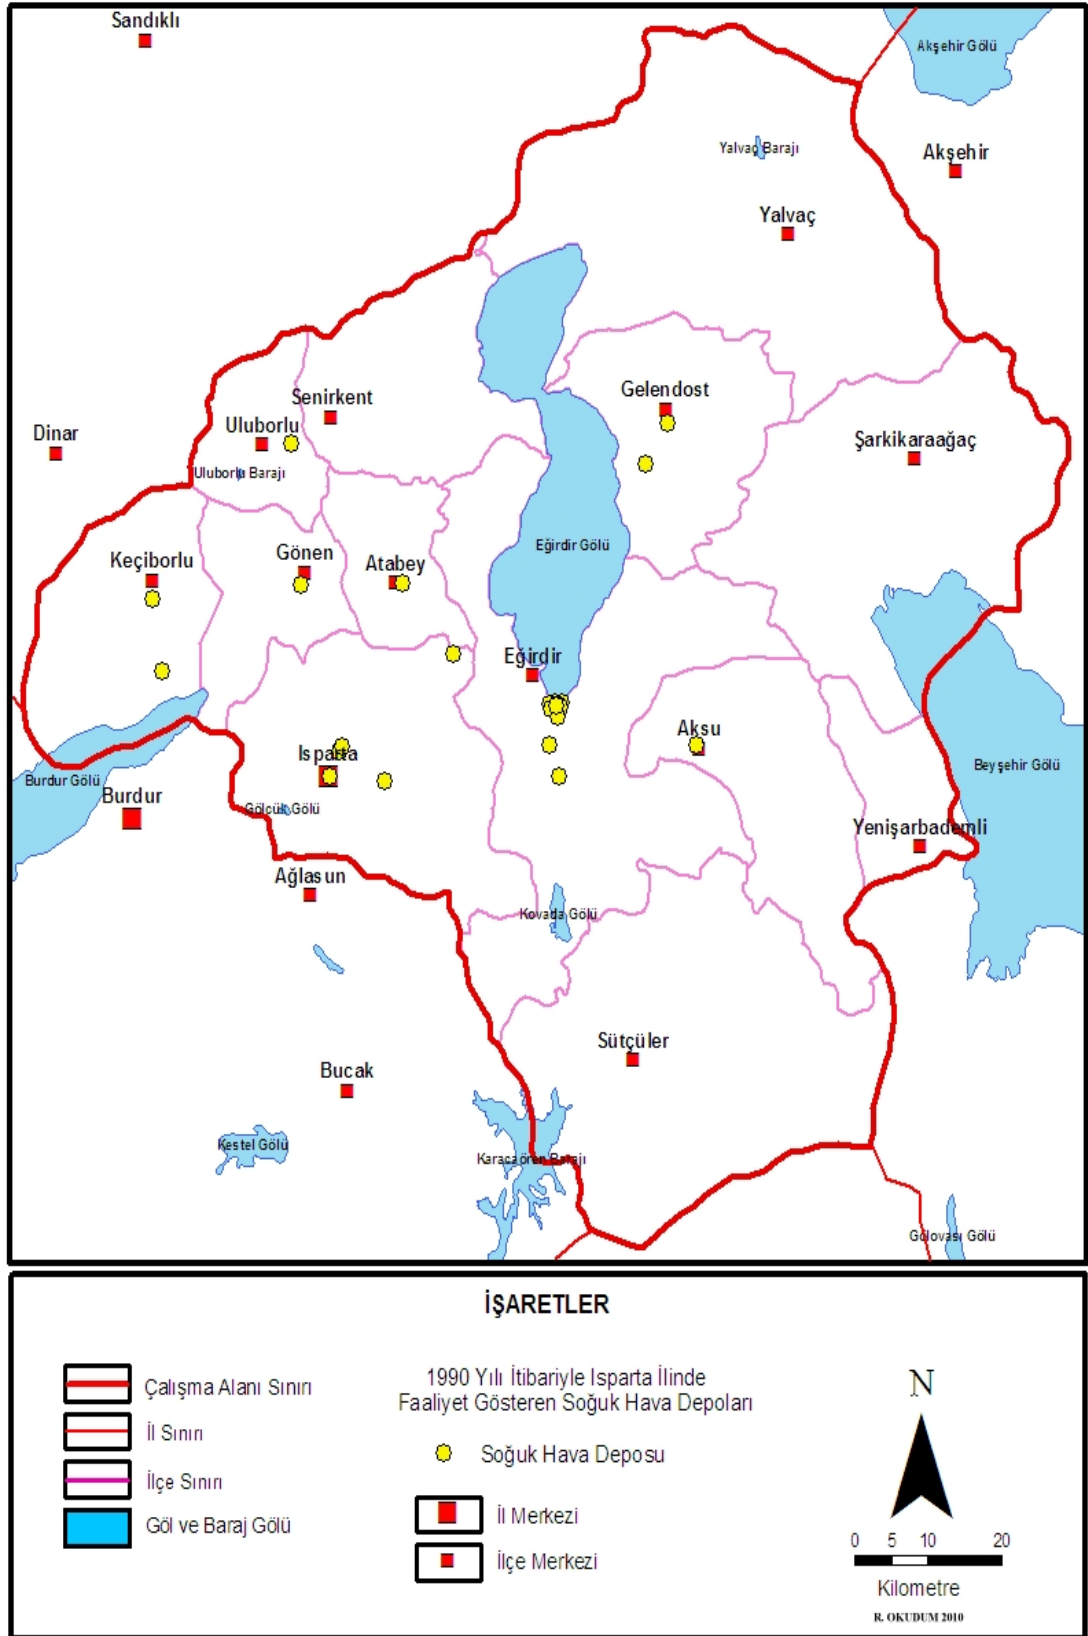 Sandıklı
Akşehir Gölü
Yalvaç Barajı
Akşehir
Yalvaç
Gelendost
Senirkent
Uluborlu
Dinar
Şarkikaraağaç
Uluborlu Barajı
Eğirdir Gölü
Gönen
Keçiborlu
Atabey
Eğirdir
Aksu
Isparta
Beyşehir Gölü
Burdur Gölü
Burdur
Gölcük Gölü
Yenişarbademli
Ağlasun
Kovada Gölü
Sütçüler
Bucak
Kestel Gölü
Karacaören Barajı
Gölovası Gölü
İŞARETLER
Çalışma Alanı Sınırı
İl Sınırı
İlçe Sınırı
Göl ve Baraj Gölü
1990 Yılı İtibariyle Isparta İlinde
Faaliyet Gösteren Soğuk Hava Depoları
Soğuk Hava Deposu
İl Merkezi
İlçe Merkezi
N
0 5 10 20
Kilometre
R. OKUDUM 2010